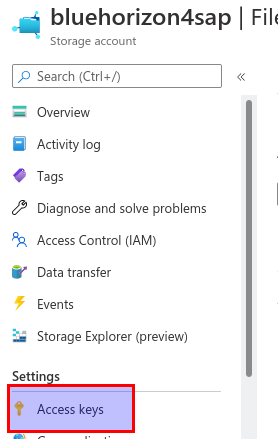 bluehorizon4sap | File
Storage account
Search (Ctrl+/)
Overview
Activity log
Tags
Diagnose and solve problems
Access Control (IAM)
Data transfer
Events
Storage Explorer (preview)
Settings
Access keys